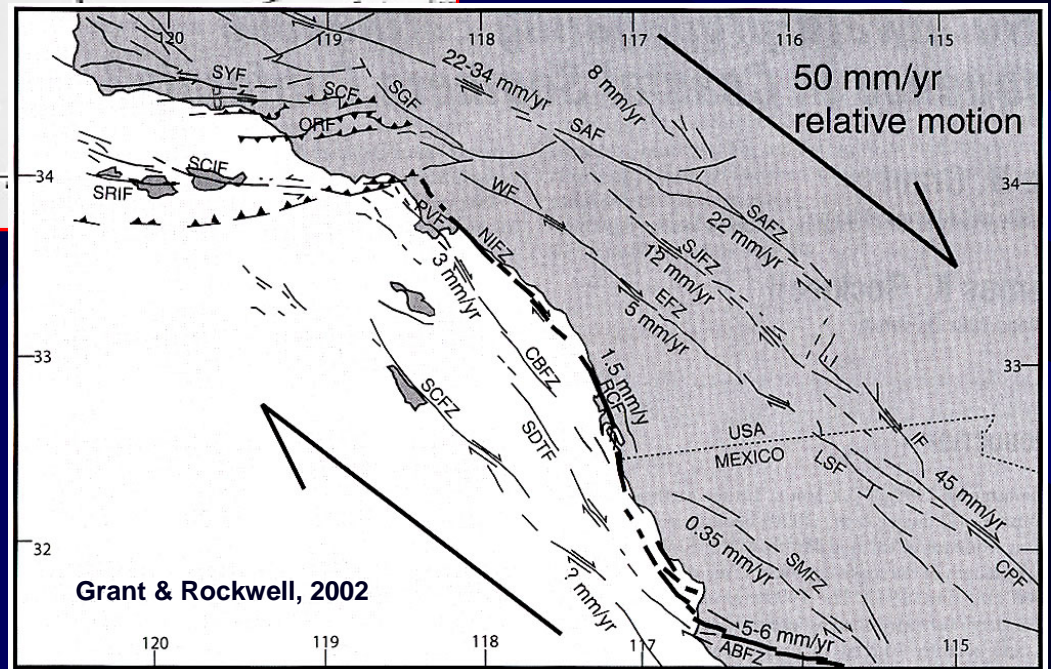 120 119 118 117 116 115
50 mm/yr
relative motion
22-34 mm/yr
8 mm/yr
SYF
SCF
SGF
ORF
SAF
34
SCIF
SRIF
WF
SAFZ
22 mm/yr
34
PVF
NIFZ
SJFZ
12 mm/yr
3 mm/yr
EFZ
5 mm/yr
33
CBFZ
1.5 mm/y
RCF
33
SCFZ
SDTF
USA
MEXICO
IF
LSF
45 mm/yr
32
0.35 mm/yr
SMFZ
CPF
Grant & Rockwell, 2002
? mm/yr
5-6 mm/yr
ABFZ
120 119 118 117 115